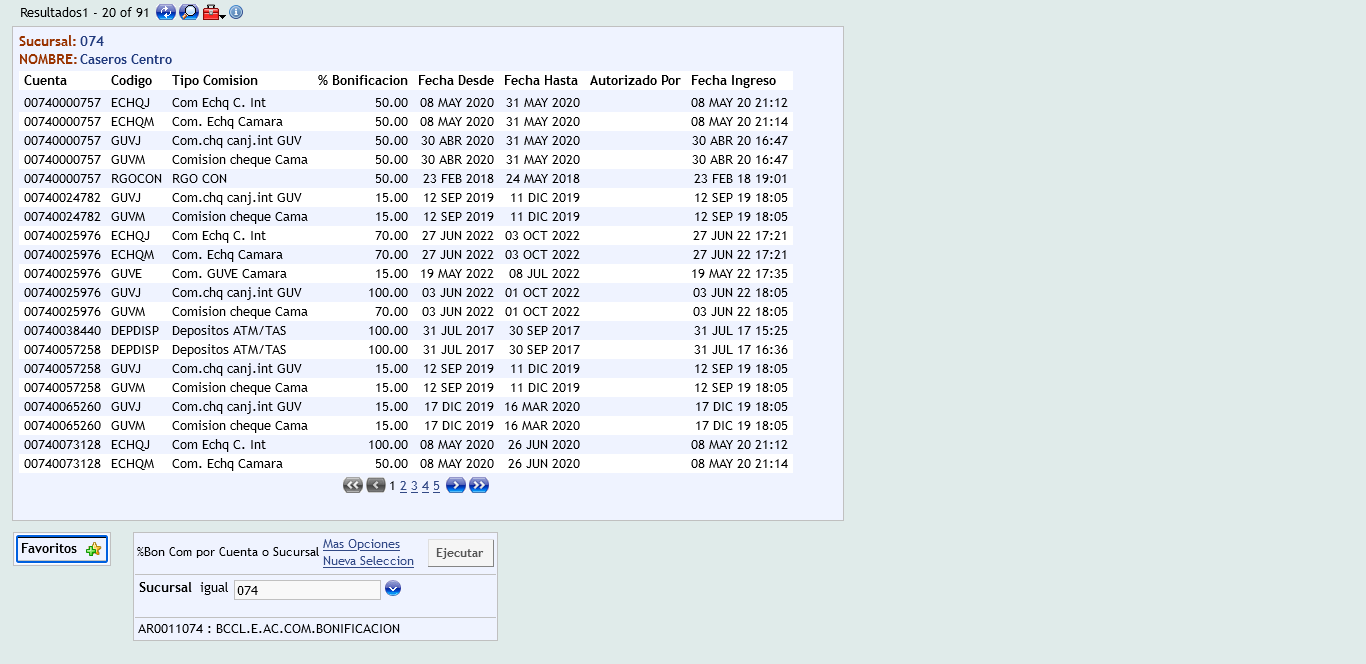 Resultados1 - 20 of 91
Sucursal: 074
NOMBRE: Caseros Centro
Cuenta Codigo Tipo Comision % Bonificacion Fecha Desde Fecha Hasta Autorizado Por Fecha Ingreso
00740000757 ECHQJ Com Echq C. Int 50.00 08 MAY 2020 31 MAY 2020 08 MAY 20 21:12
00740000757 ECHQM Com. Echq Camara 50.00 08 MAY 2020 31 MAY 2020 08 MAY 20 21:14
00740000757 GUVJ Com.chq canj.int GUV 50.00 30 ABR 2020 31 MAY 2020 30 ABR 20 16:47
00740000757 GUVM Comision cheque Cama 50.00 30 ABR 2020 31 MAY 2020 30 ABR 20 16:47
00740000757 RGOCON RGO CON 50.00 23 FEB 2018 24 MAY 2018 23 FEB 18 19:01
00740024782 GUVJ Com.chq canj.int GUV 15.00 12 SEP 2019 11 DIC 2019 12 SEP 19 18:05
00740024782 GUVM Comision cheque Cama 15.00 12 SEP 2019 11 DIC 2019 12 SEP 19 18:05
00740025976 ECHQJ Com Echq C. Int 70.00 27 JUN 2022 03 OCT 2022 27 JUN 22 17:21
00740025976 ECHQM Com. Echq Camara 70.00 27 JUN 2022 03 OCT 2022 27 JUN 22 17:21
00740025976 GUVE Com. GUVE Camara 15.00 19 MAY 2022 08 JUL 2022 19 MAY 22 17:35
00740025976 GUVJ Com.chq canj.int GUV 100.00 03 JUN 2022 01 OCT 2022 03 JUN 22 18:05
00740025976 GUVM Comision cheque Cama 70.00 03 JUN 2022 01 OCT 2022 03 JUN 22 18:05
00740038440 DEPDISP Depositos ATM/TAS 100.00 31 JUL 2017 30 SEP 2017 31 JUL 17 15:25
00740057258 DEPDISP Depositos ATM/TAS 100.00 31 JUL 2017 30 SEP 2017 31 JUL 17 16:36
00740057258 GUVJ Com.chq canj.int GUV 15.00 12 SEP 2019 11 DIC 2019 12 SEP 19 18:05
00740057258 GUVM Comision cheque Cama 15.00 12 SEP 2019 11 DIC 2019 12 SEP 19 18:05
00740065260 GUVJ Com.chq canj.int GUV 15.00 17 DIC 2019 16 MAR 2020 17 DIC 19 18:05
00740065260 GUVM Comision cheque Cama 15.00 17 DIC 2019 16 MAR 2020 17 DIC 19 18:05
00740073128 ECHQJ Com Echq C. Int 100.00 08 MAY 2020 26 JUN 2020 08 MAY 20 21:12
00740073128 ECHQM Com. Echq Camara 50.00 08 MAY 2020 26 JUN 2020 08 MAY 20 21:14
1 2 3 4 5
Favoritos
%Bon Com por Cuenta o Sucursal
Mas Opciones
Nueva Seleccion
Ejecutar
Sucursal igual 074
AR0011074 : BCCL.E.AC.COM.BONIFICACION